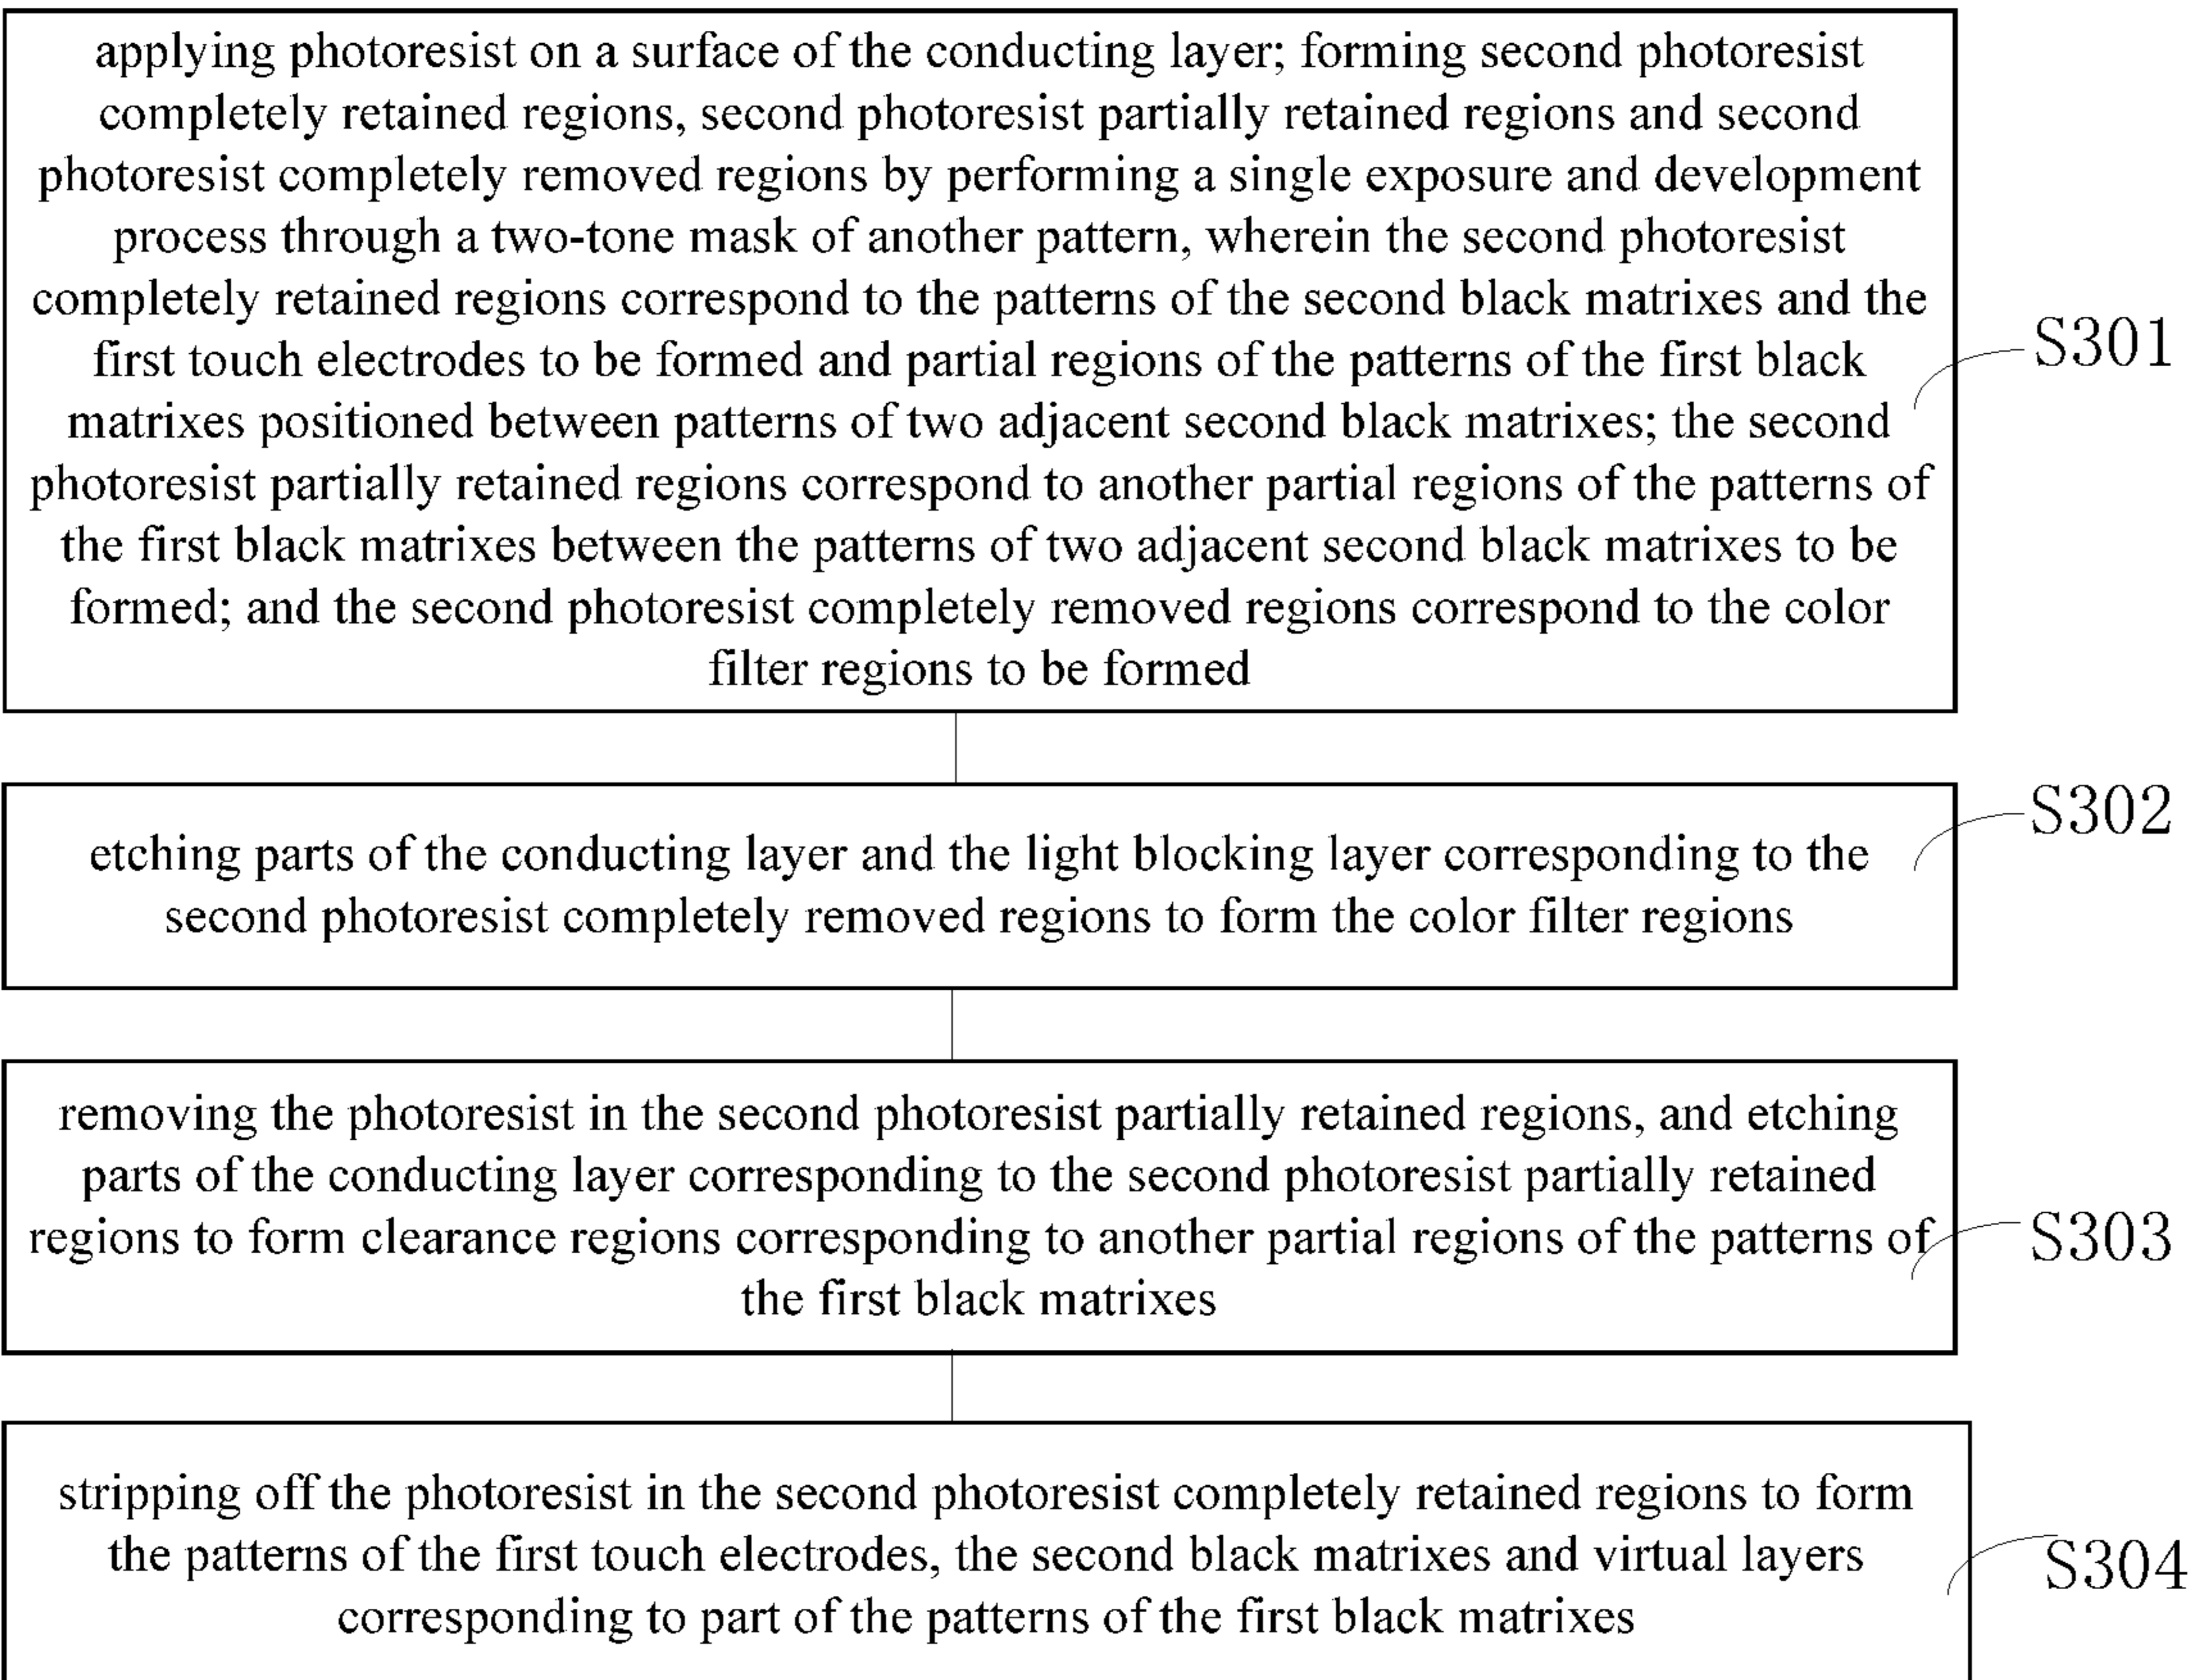 applying photoresist on a surface of the conducting layer; forming second photoresist
completely retained regions, second photoresist partially retained regions and second
photoresist completely removed regions by performing a single exposure and development
process through a two-tone mask of another pattern, wherein the second photoresist
completely retained regions correspond to the patterns of the second black matrixes and the
first touch electrodes to be formed and partial regions of the patterns of the first black
matrixes positioned between patterns of two adjacent second black matrixes; the second
photoresist partially retained regions correspond to another partial regions of the patterns of
the first black matrixes between the patterns of two adjacent second black matrixes to be
formed; and the second photoresist completely removed regions correspond to the color
filter regions to be formed
S301
etching parts of the conducting layer and the light blocking layer corresponding to the
second photoresist completely removed regions to form the color filter regions
S302
removing the photoresist in the second photoresist partially retained regions, and etching
parts of the conducting layer corresponding to the second photoresist partially retained
regions to form clearance regions corresponding to another partial regions of the patterns of
the first black matrixes
S303
stripping off the photoresist in the second photoresist completely retained regions to form
the patterns of the first touch electrodes, the second black matrixes and virtual layers
corresponding to part of the patterns of the first black matrixes
S304